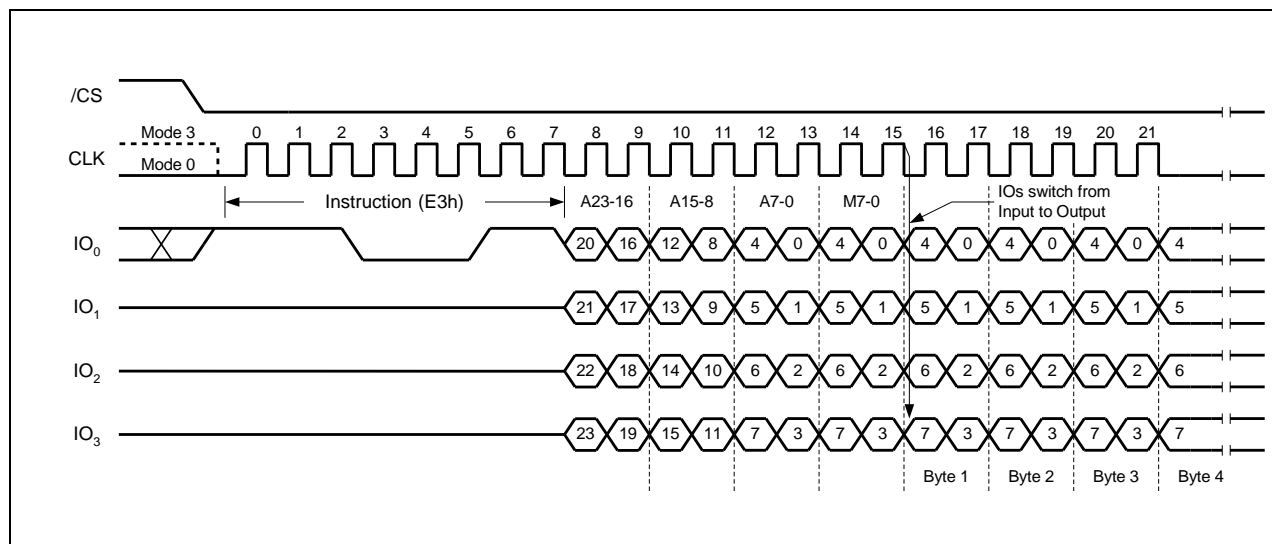 /CS
Mode 3
0 1 2 3 4 5 6 7 8 9 10 11 12 13 14 15 16 17 18 19 20 21
CLK
Mode 0
Instruction (E3h) A23-16 A15-8 A7-0 M7-0
IOs switch from
Input to Output
IO0 20 16 12 8 4 0 4 0 4 0 4 0 4 0 4
IO1 21 17 13 9 5 1 5 1 5 1 5 1 5 1 5
IO2 22 18 14 10 6 2 6 2 6 2 6 2 6 2 6
IO3 23 19 15 11 7 3 7 3 7 3 7 3 7 3 7
Byte 1 Byte 2 Byte 3 Byte 4